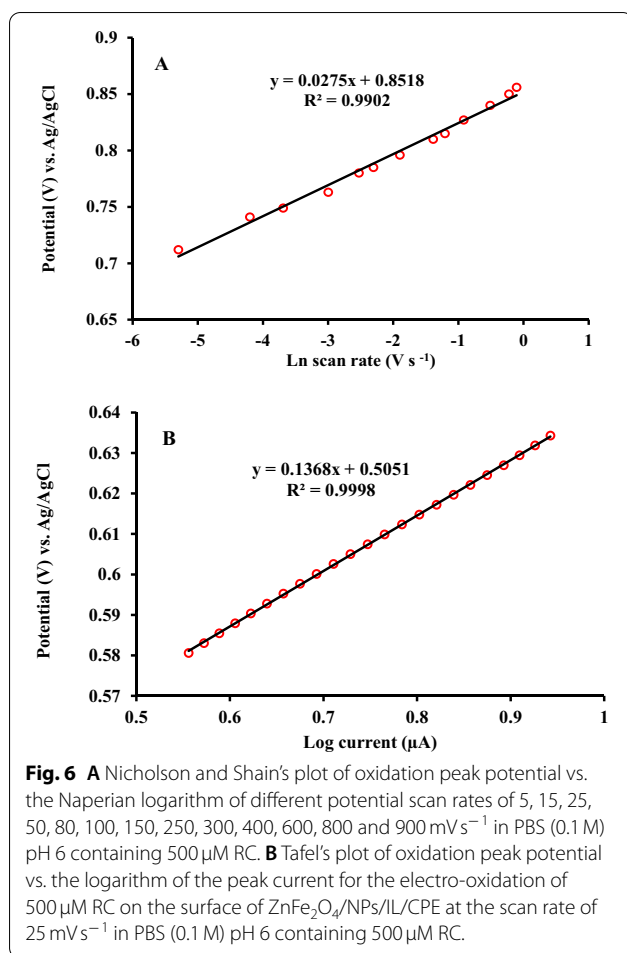 0.9
A
y = 0.0275x + 0.8518
R² = 0.9902
0.85
0.8
0.75
0.7
0.65
Potential (V) vs. Ag/AgCl
-6 -5 -4 -3 -2 -1 0 1
Ln scan rate (V s ⁻¹)
0.64
B
y = 0.1368x + 0.5051
R² = 0.9998
0.63
0.62
0.61
0.6
0.59
0.58
0.57
Potential (V) vs. Ag/AgCl
0.5 0.6 0.7 0.8 0.9 1
Log current (µA)
Fig. 6 A Nicholson and Shain's plot of oxidation peak potential vs.
the Naperian logarithm of different potential scan rates of 5, 15, 25,
50, 80, 100, 150, 250, 300, 400, 600, 800 and 900 mV s⁻¹ in PBS (0.1 M)
pH 6 containing 500 µM RC. B Tafel's plot of oxidation peak potential
vs. the logarithm of the peak current for the electro-oxidation of
500 µM RC on the surface of ZnFe₂O₄/NPs/IL/CPE at the scan rate of
25 mV s⁻¹ in PBS (0.1 M) pH 6 containing 500 µM RC.